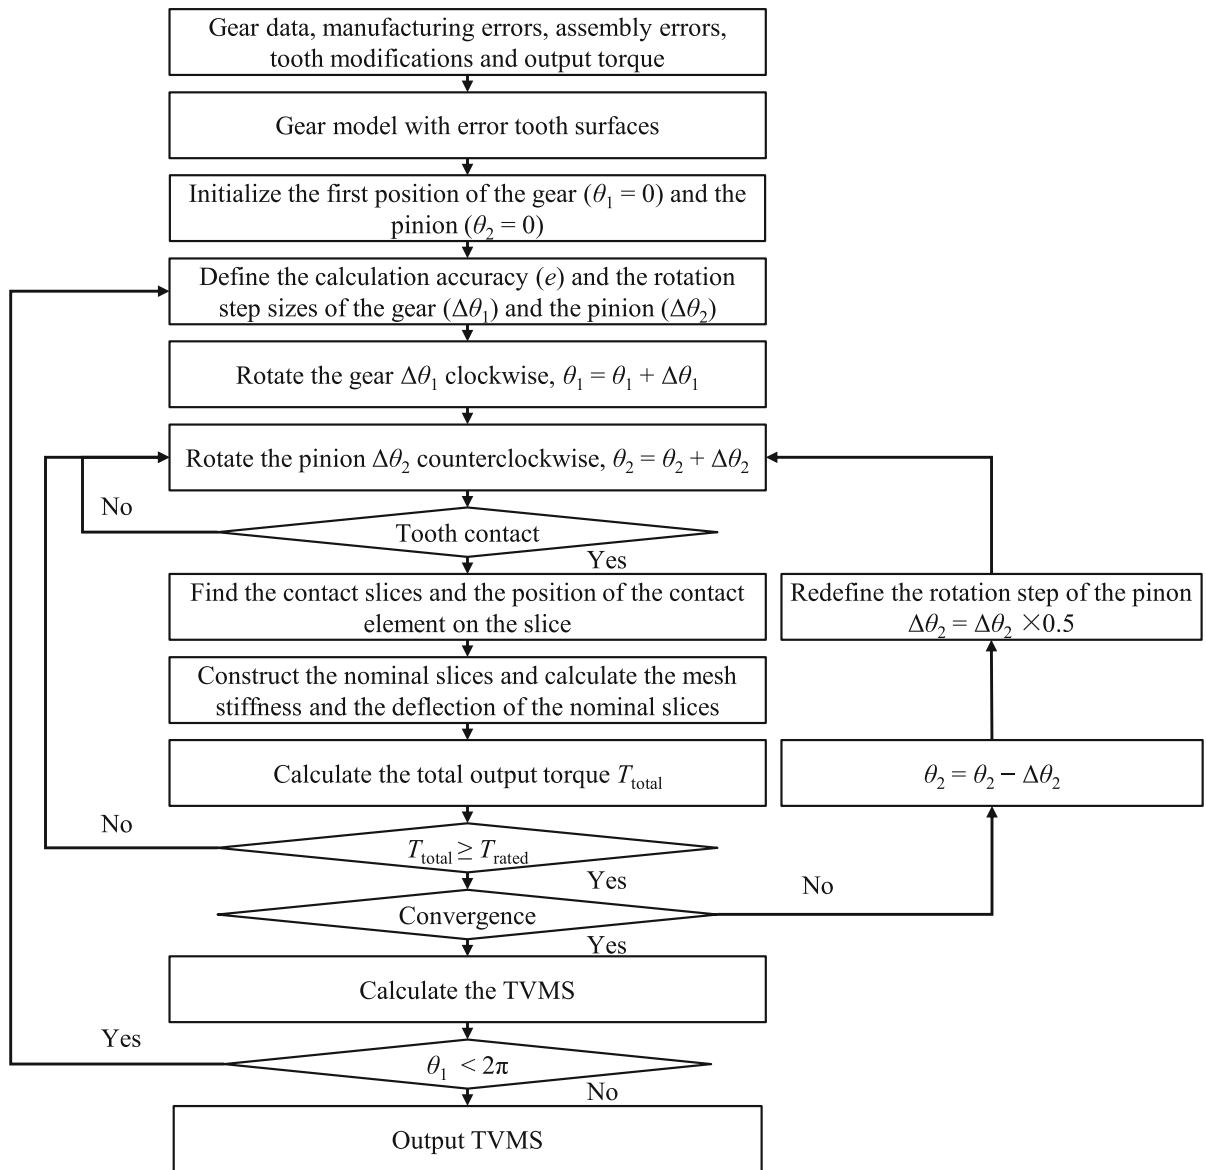 Gear data, manufacturing errors, assembly errors,
tooth modifications and output torque
Gear model with error tooth surfaces
Initialize the first position of the gear (θ₁ = 0) and the
pinion (θ₂ = 0)
Define the calculation accuracy (e) and the rotation
step sizes of the gear (Δθ₁) and the pinion (Δθ₂)
Rotate the gear Δθ₁ clockwise, θ₁ = θ₁ + Δθ₁
Rotate the pinion Δθ₂ counterclockwise, θ₂ = θ₂ + Δθ₂
No
Tooth contact
Yes
Find the contact slices and the position of the contact
element on the slice
Redefine the rotation step of the pinon
Δθ₂ = Δθ₂ ×0.5
Construct the nominal slices and calculate the mesh
stiffness and the deflection of the nominal slices
Calculate the total output torque T_total
θ₂ = θ₂ − Δθ₂
No
T_total ≥ T_rated
Yes
No
Convergence
Yes
Calculate the TVMS
Yes
θ₁ < 2π
No
Output TVMS